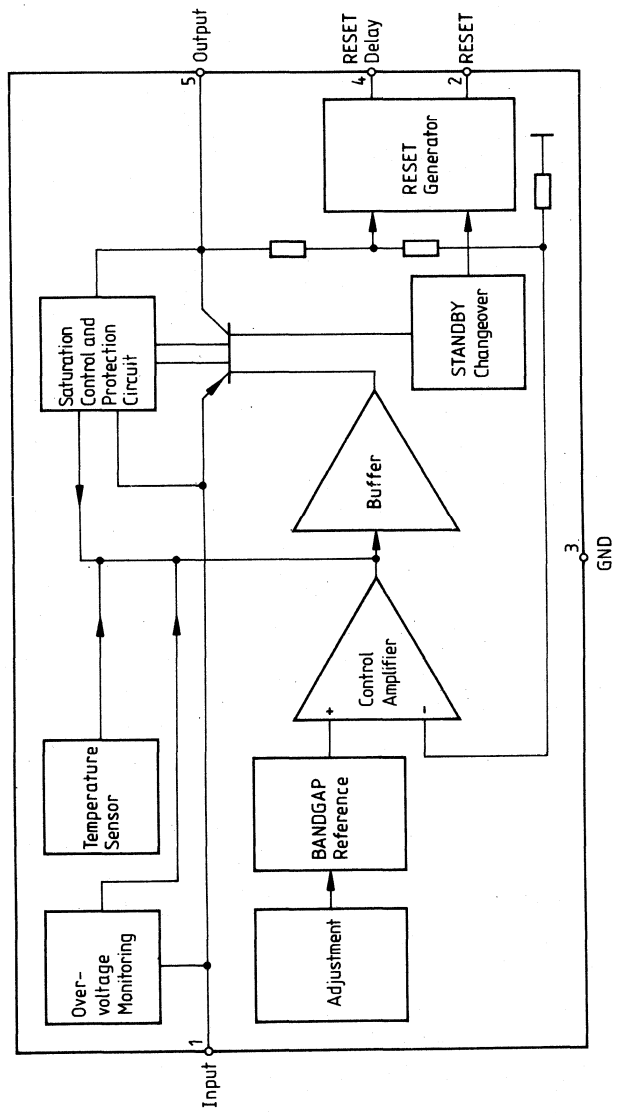 Over-
voltage
Monitoring
Temperature
Sensor
Saturation
Control and
Protection
Circuit
1
Input
5
Output
Adjustment
BANDGAP
Reference
+
-
Control
Amplifier
Buffer
STANDBY
Changeover
RESET
Generator
4
RESET
Delay
2
RESET
3
GND